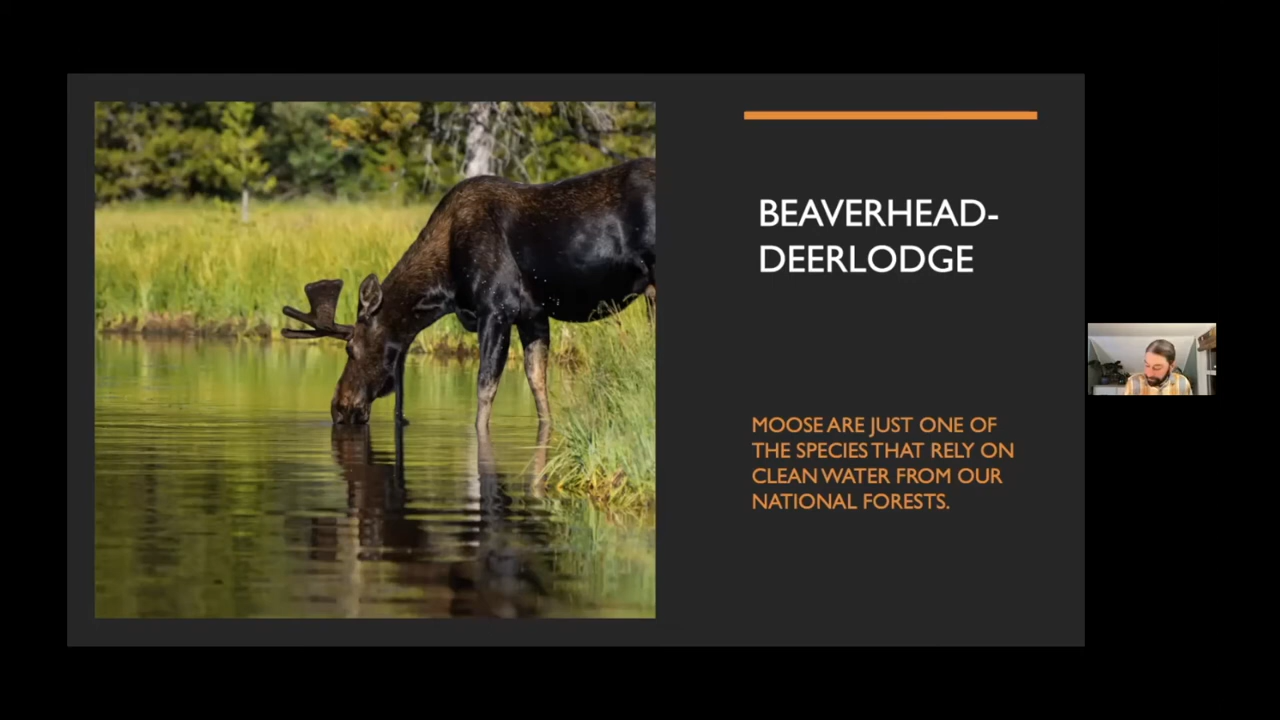 BEAVERHEAD-
DEERLODGE
MOOSE ARE JUST ONE OF
THE SPECIES THAT RELY ON
CLEAN WATER FROM OUR
NATIONAL FORESTS.